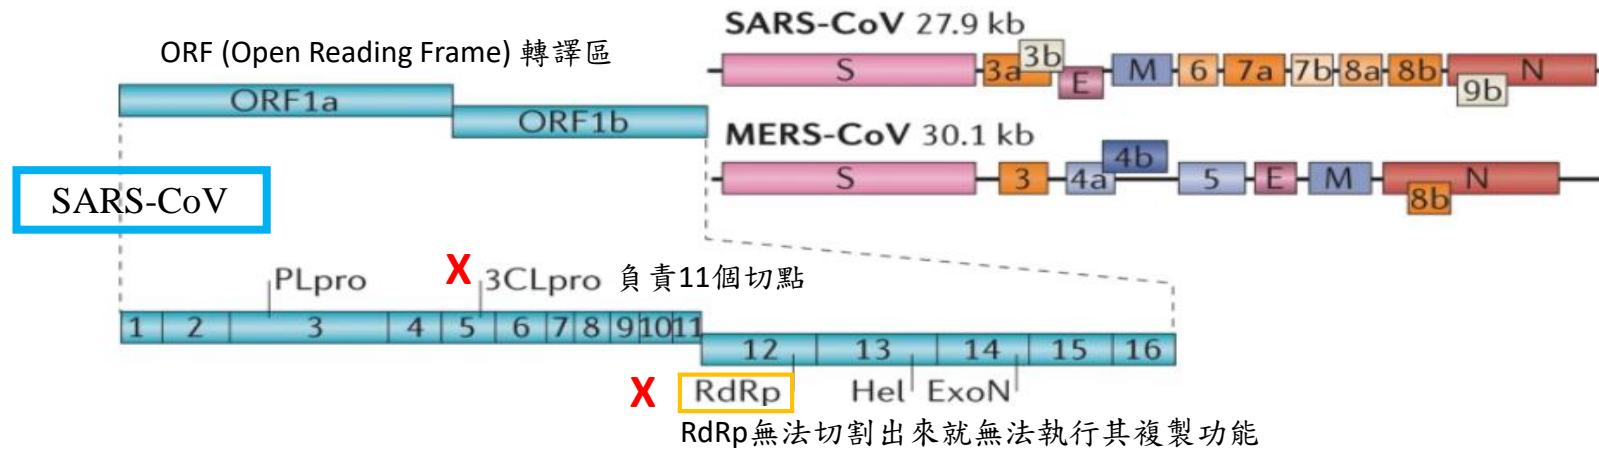 SARS-CoV 27.9 kb
ORF (Open Reading Frame) 轉譯區
S 3a 3b E M 6 7a 7b 8a 8b N 9b
ORF1a
ORF1b
MERS-CoV 30.1 kb
S 3 4a 4b 5 E M N 8b
SARS-CoV
PLpro
X 3CLpro 負責11個切點
1 2 3 4 5 6 7 8 9 10 11
12 13 14 15 16
X RdRp Hel ExoN
RdRp無法切割出來就無法執行其複製功能